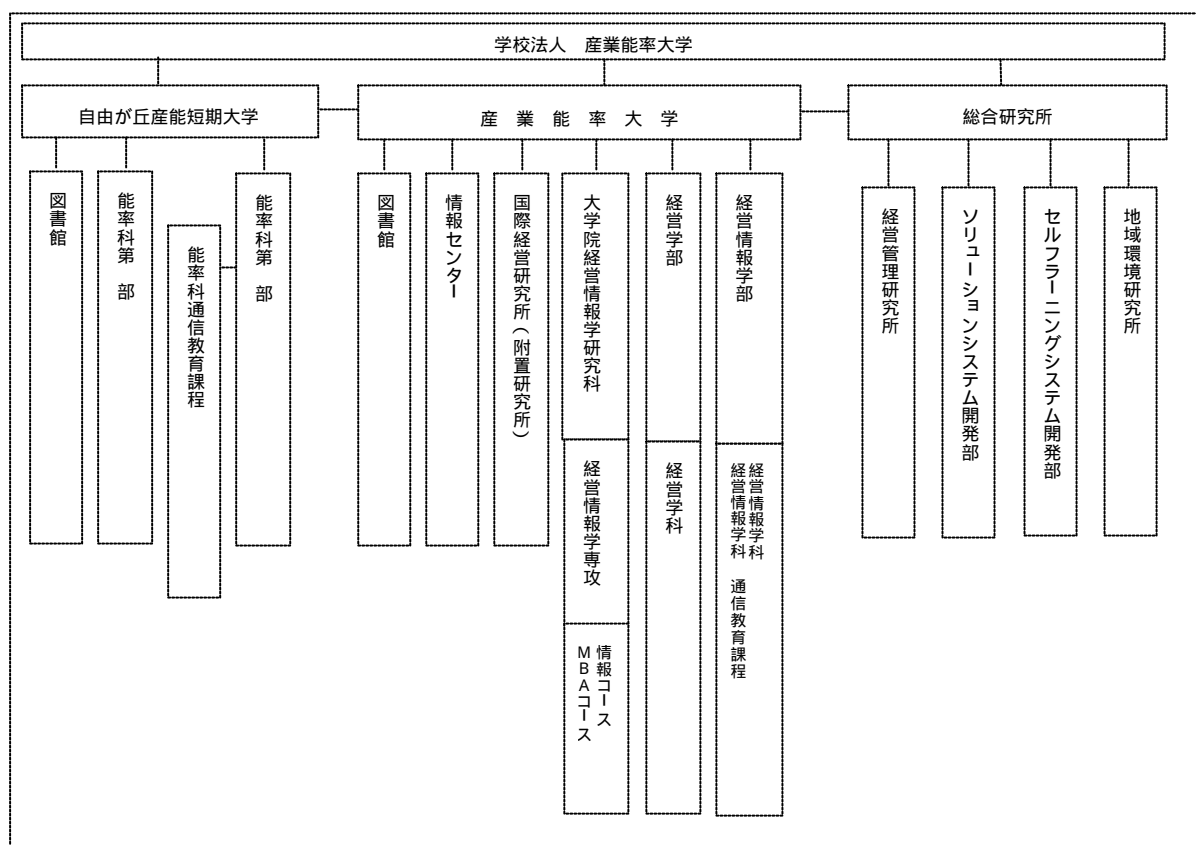 学校法人　産業能率大学
自由が丘産能短期大学
産　業　能　率　大　学
総合研究所
図書館
能率科第　部
能率科通信教育課程
能率科第　部
図書館
情報センター
国際経営研究所（附置研究所）
大学院経営情報学研究科
経営情報学専攻
情報コース
MBAコース
経営学部
経営学科
経営情報学部
経営情報学科
経営情報学科　通信教育課程
経営管理研究所
ソリューションシステム開発部
セルフラーニングシステム開発部
地域環境研究所